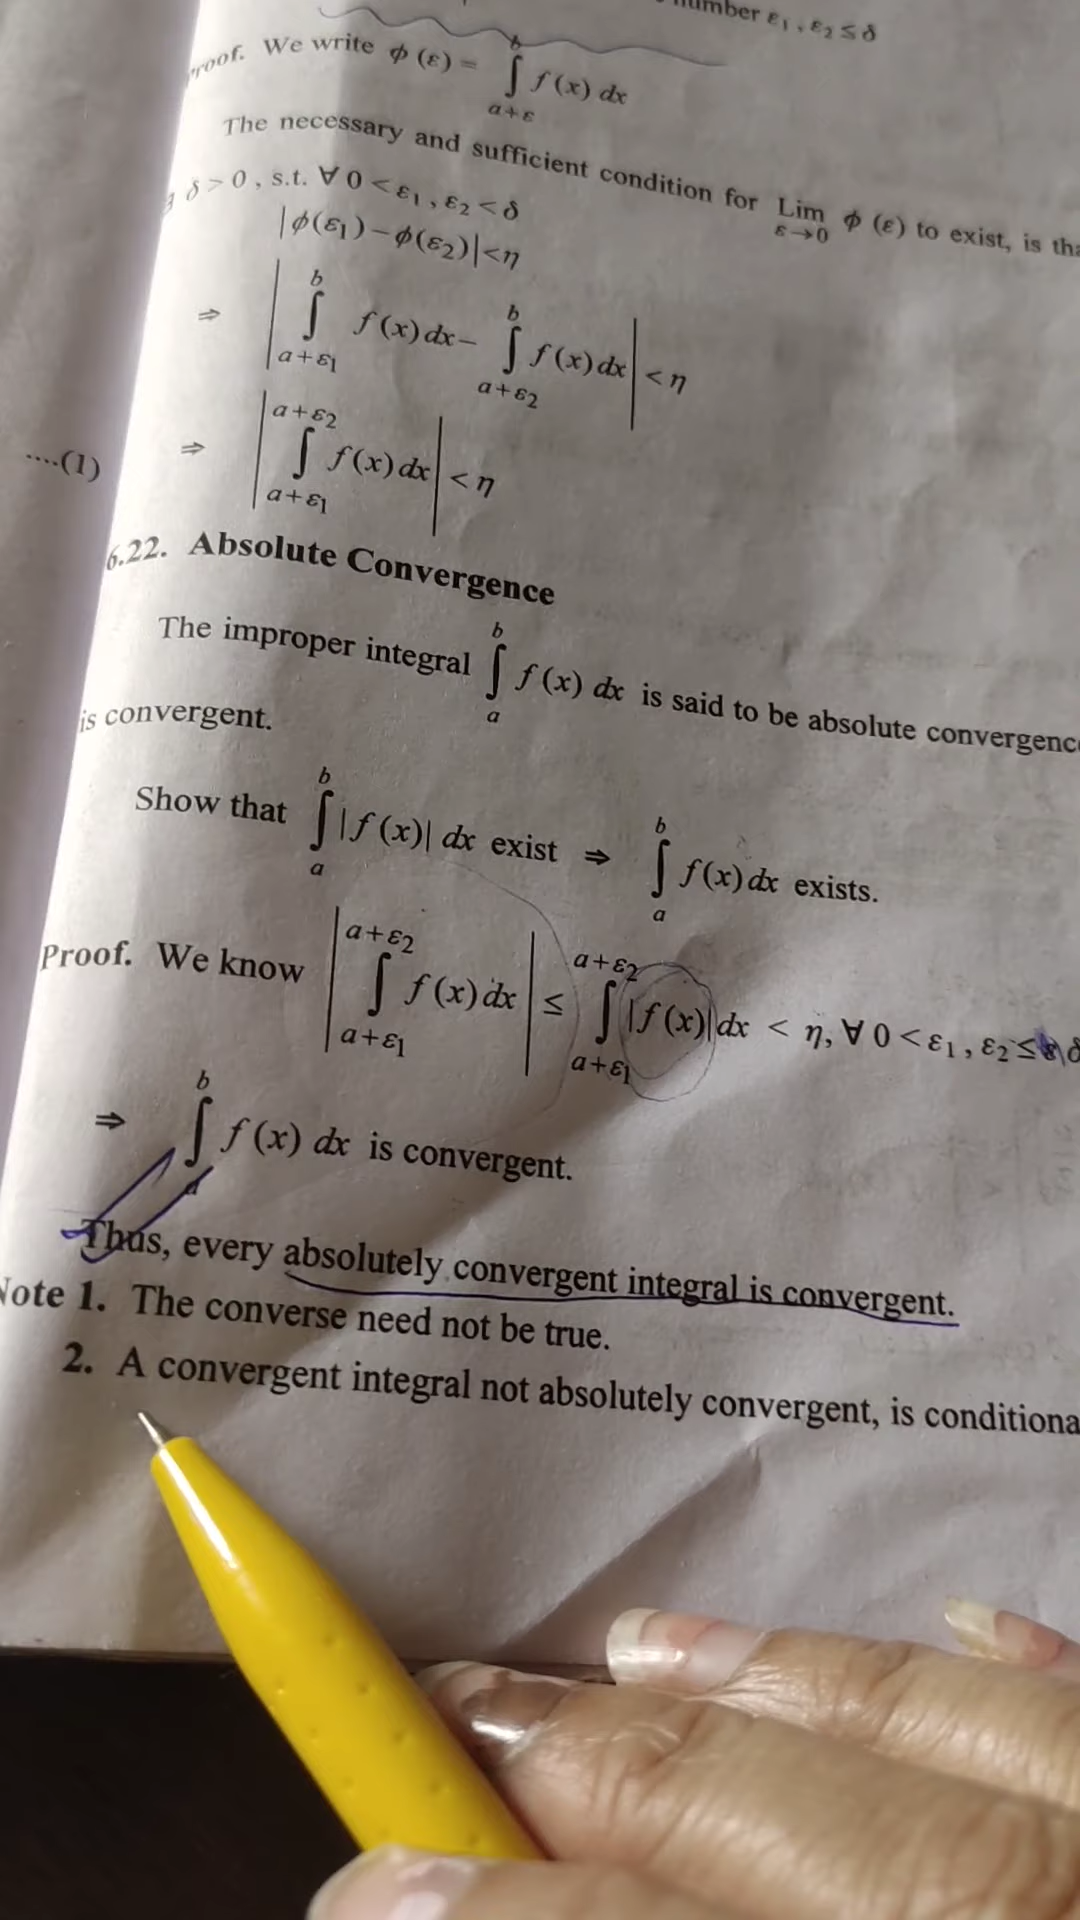 number ε₁, ε₂ ≤ δ
Proof. We write φ (ε) = ∫_{a+ε}^{b} f (x) dx
The necessary and sufficient condition for Lim_{ε→0} φ (ε) to exist, is tha
∃ δ > 0, s.t. ∀ 0 < ε₁, ε₂ < δ
|φ(ε₁) − φ(ε₂)| < η
⇒ | ∫_{a+ε₁}^{b} f (x) dx − ∫_{a+ε₂}^{b} f (x) dx | < η
....(1) ⇒ | ∫_{a+ε₁}^{a+ε₂} f (x) dx | < η
6.22. Absolute Convergence
The improper integral ∫_{a}^{b} f (x) dx is said to be absolute convergenc
is convergent.
Show that ∫_{a}^{b} |f (x)| dx exist ⇒ ∫_{a}^{b} f (x) dx exists.
Proof. We know | ∫_{a+ε₁}^{a+ε₂} f (x) dx | ≤ ∫_{a+ε₁}^{a+ε₂} |f (x)| dx < η, ∀ 0 < ε₁, ε₂ ≤ δ
⇒ ∫_{a}^{b} f (x) dx is convergent.
Thus, every absolutely convergent integral is convergent.
Note 1. The converse need not be true.
2. A convergent integral not absolutely convergent, is conditiona